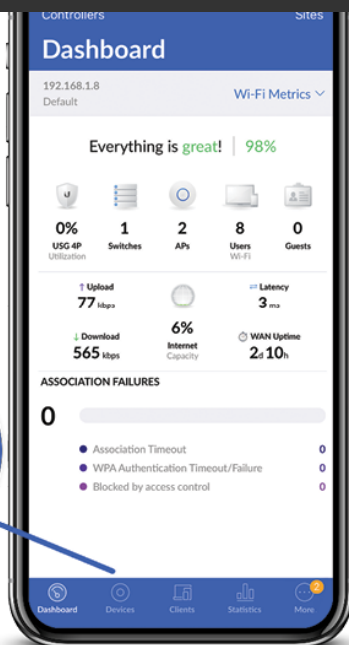 Controllers Sites
Dashboard
192.168.1.8
Default
Wi-Fi Metrics
Everything is great! 98%
0% 1 2 8 0
USG 4P Switches APs Users Guests
Utilization Wi-Fi
↑ Upload
77 kbps
Latency
3 ms
↓ Download
565 kbps
6%
Internet
Capacity
WAN Uptime
2d 10h
ASSOCIATION FAILURES
0
Association Timeout 0
WPA Authentication Timeout/Failure 0
Blocked by access control 0
2
Dashboard Devices Clients Statistics More